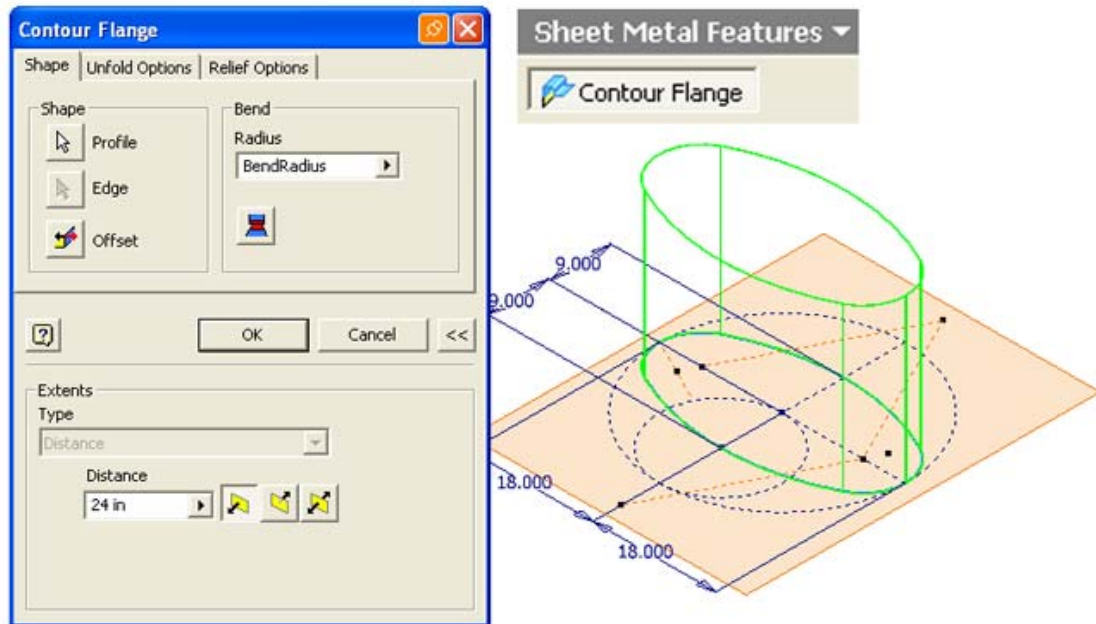 Contour Flange
Shape Unfold Options Relief Options
Shape
Profile
Edge
Offset
Bend
Radius
BendRadius
OK Cancel <<
Extents
Type
Distance
Distance
24 in
Sheet Metal Features
Contour Flange
9.000
9.000
18.000
18.000